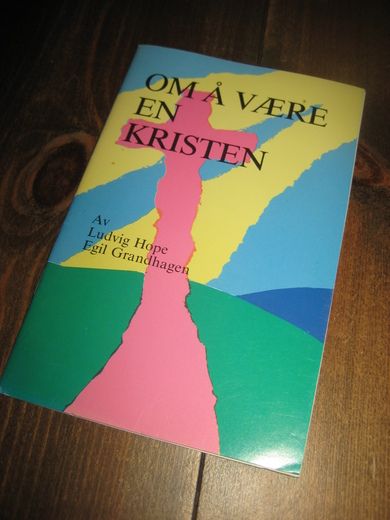 OM Å VÆRE
EN
KRISTEN
Av
Ludvig Hope
Egil Grandhagen